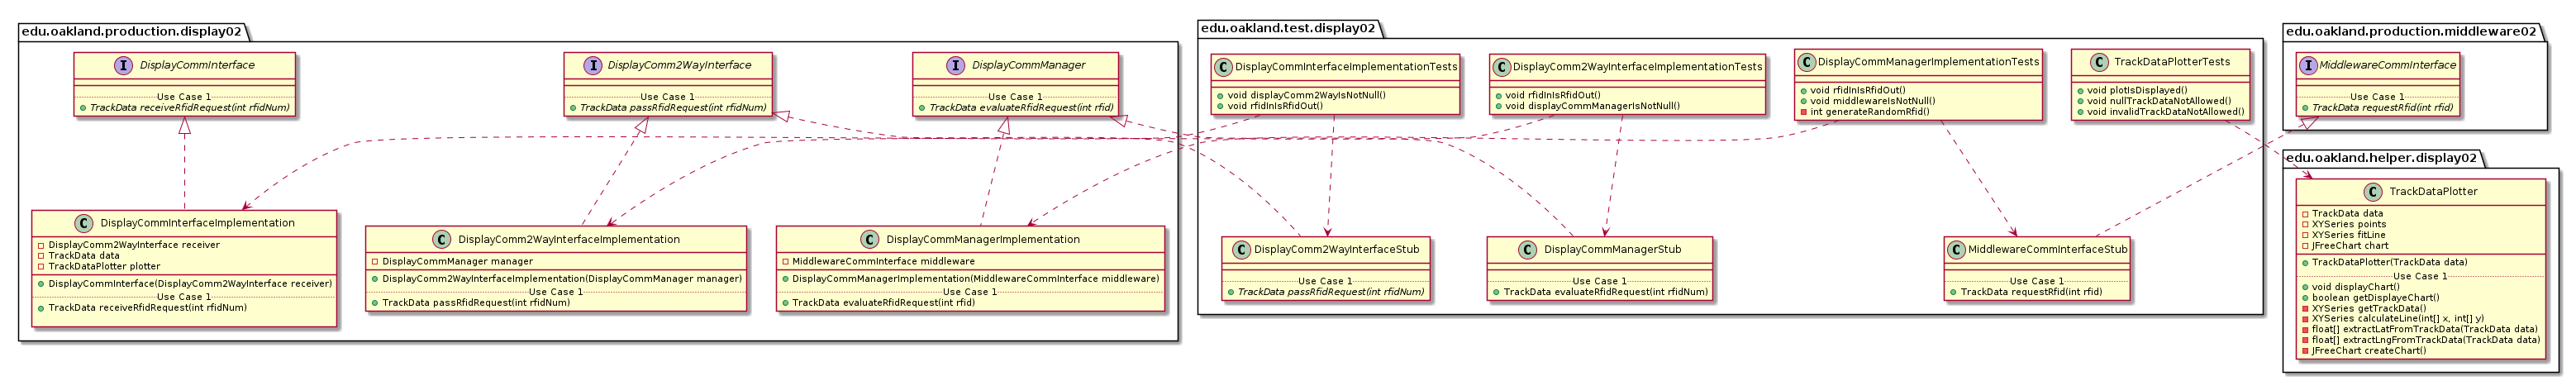 edu.oakland.production.display02
I DisplayCommInterface
Use Case 1
TrackData receiveRfidRequest(int rfidNum)
I DisplayComm2WayInterface
Use Case 1
TrackData passRfidRequest(int rfidNum)
I DisplayCommManager
Use Case 1
TrackData evaluateRfidRequest(int rfid)
C DisplayCommInterfaceImplementation
DisplayComm2WayInterface receiver
TrackData data
TrackDataPlotter plotter
DisplayCommInterface(DisplayComm2WayInterface receiver)
Use Case 1
TrackData receiveRfidRequest(int rfidNum)
C DisplayComm2WayInterfaceImplementation
DisplayCommManager manager
DisplayComm2WayInterfaceImplementation(DisplayCommManager manager)
Use Case 1
TrackData passRfidRequest(int rfidNum)
C DisplayCommManagerImplementation
MiddlewareCommInterface middleware
DisplayCommManagerImplementation(MiddlewareCommInterface middleware)
Use Case 1
TrackData evaluateRfidRequest(int rfid)
edu.oakland.test.display02
C DisplayCommInterfaceImplementationTests
void displayComm2WayIsNotNull()
void rfidInIsRfidOut()
C DisplayComm2WayInterfaceImplementationTests
void rfidInIsRfidOut()
void displayCommManagerIsNotNull()
C DisplayCommManagerImplementationTests
void rfidInIsRfidOut()
void middlewareIsNotNull()
int generateRandomRfid()
C TrackDataPlotterTests
void plotIsDisplayed()
void nullTrackDataNotAllowed()
void invalidTrackDataNotAllowed()
C DisplayComm2WayInterfaceStub
Use Case 1
TrackData passRfidRequest(int rfidNum)
C DisplayCommManagerStub
Use Case 1
TrackData evaluateRfidRequest(int rfidNum)
C MiddlewareCommInterfaceStub
Use Case 1
TrackData requestRfid(int rfid)
edu.oakland.production.middleware02
I MiddlewareCommInterface
Use Case 1
TrackData requestRfid(int rfid)
edu.oakland.helper.display02
C TrackDataPlotter
TrackData data
XYSeries points
XYSeries fitLine
JFreeChart chart
TrackDataPlotter(TrackData data)
Use Case 1
void displayChart()
boolean getDisplayeChart()
XYSeries getTrackData()
XYSeries calculateLine(int[] x, int[] y)
float[] extractLatFromTrackData(TrackData data)
float[] extractLngFromTrackData(TrackData data)
JFreeChart createChart()